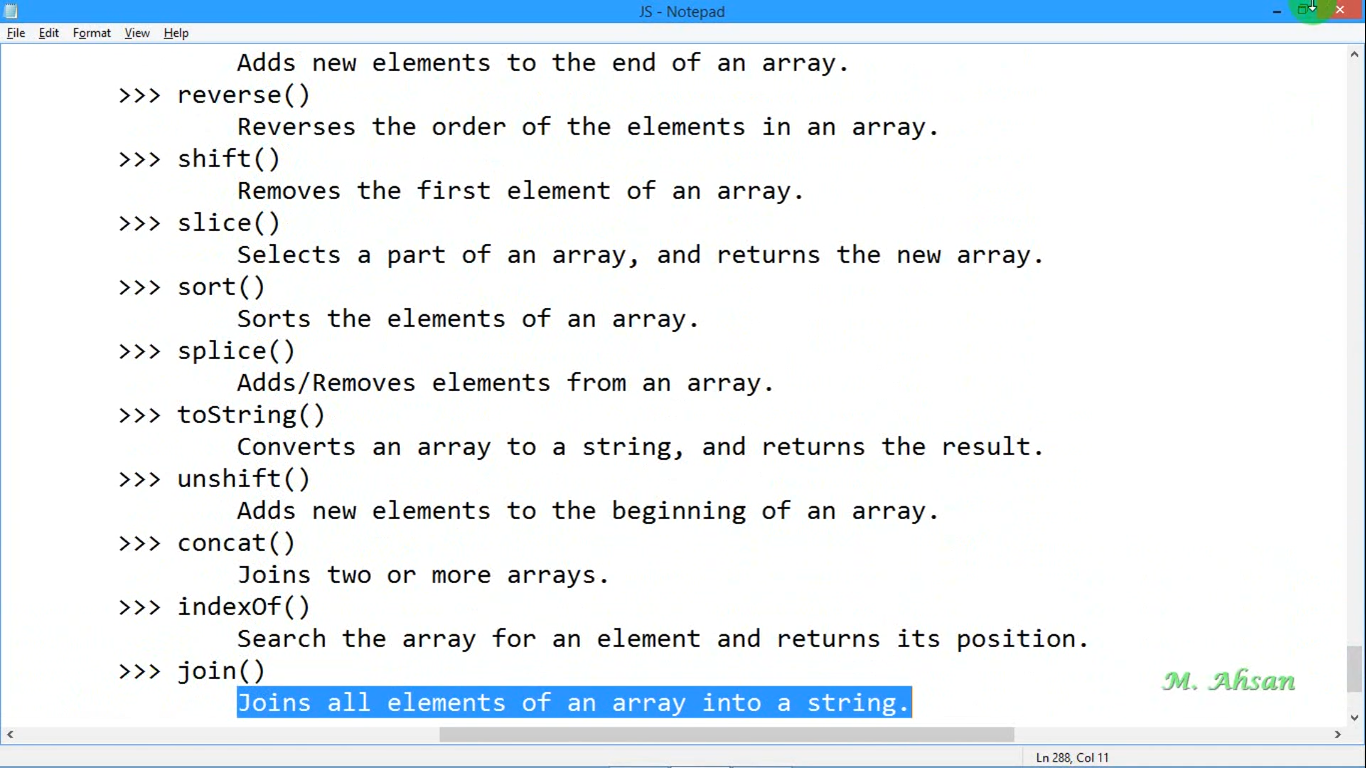 JS - Notepad
File Edit Format View Help
Adds new elements to the end of an array.
>>> reverse()
Reverses the order of the elements in an array.
>>> shift()
Removes the first element of an array.
>>> slice()
Selects a part of an array, and returns the new array.
>>> sort()
Sorts the elements of an array.
>>> splice()
Adds/Removes elements from an array.
>>> toString()
Converts an array to a string, and returns the result.
>>> unshift()
Adds new elements to the beginning of an array.
>>> concat()
Joins two or more arrays.
>>> indexOf()
Search the array for an element and returns its position.
>>> join()
Joins all elements of an array into a string.
M. Ahsan
Ln 288, Col 11